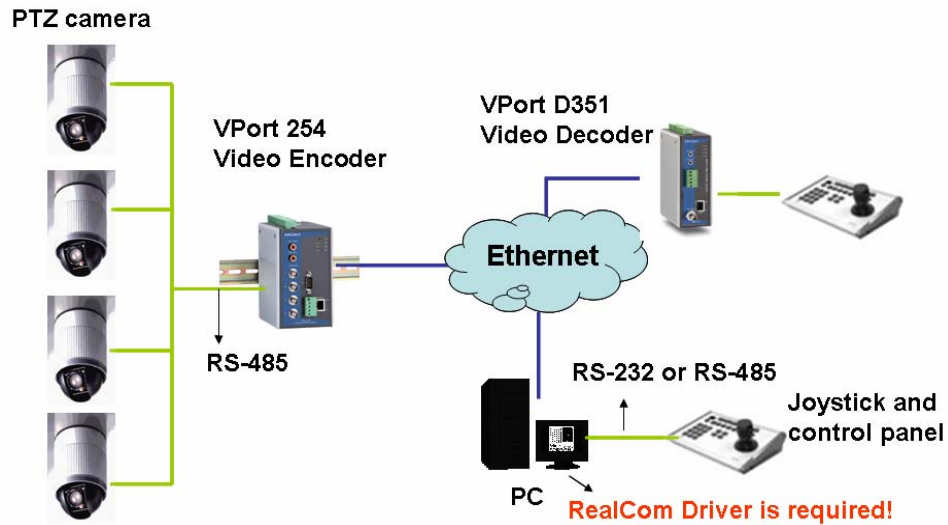 PTZ camera
VPort 254
Video Encoder
VPort D351
Video Decoder
Ethernet
RS-485
RS-232 or RS-485
Joystick and
control panel
PC
RealCom Driver is required!